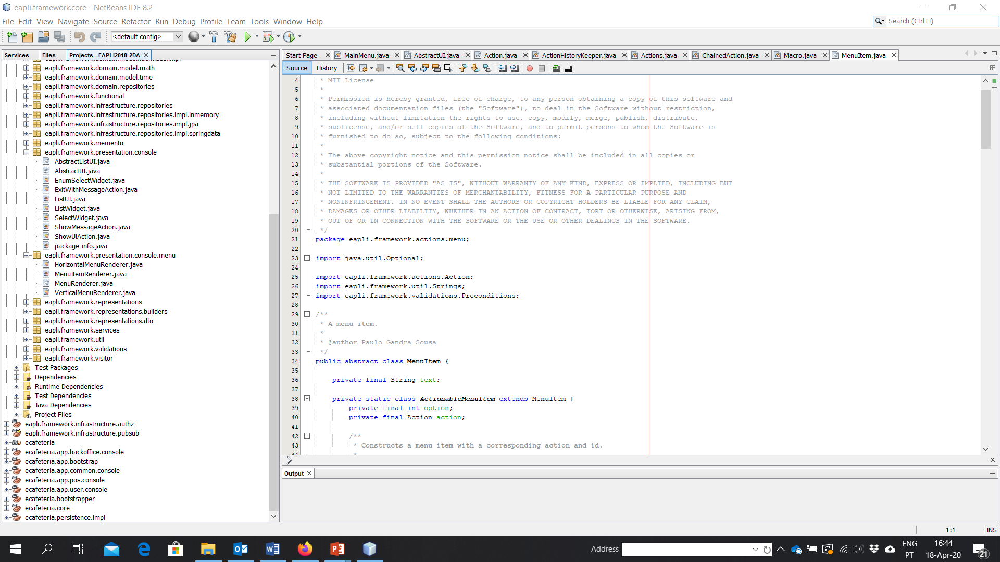 eapli.framework.core - NetBeans IDE 8.2
File Edit View Navigate Source Refactor Run Debug Profile Team Tools Window Help
Search (Ctrl+I)
<default config>
Services Files Projects - EAPLI2018-2DA
eapli.framework.domain.model.math
eapli.framework.domain.model.time
eapli.framework.domain.repositories
eapli.framework.functional
eapli.framework.infrastructure.repositories
eapli.framework.infrastructure.repositories.impl.inmemory
eapli.framework.infrastructure.repositories.impl.jpa
eapli.framework.infrastructure.repositories.impl.springdata
eapli.framework.memento
eapli.framework.presentation.console
AbstractListUI.java
AbstractUI.java
EnumSelectWidget.java
ExitWithMessageAction.java
ListUI.java
ListWidget.java
SelectWidget.java
ShowMessageAction.java
ShowUiAction.java
package-info.java
eapli.framework.presentation.console.menu
HorizontalMenuRenderer.java
MenuItemRenderer.java
MenuRenderer.java
VerticalMenuRenderer.java
eapli.framework.representations
eapli.framework.representations.builders
eapli.framework.representations.dto
eapli.framework.services
eapli.framework.util
eapli.framework.validations
eapli.framework.visitor
Test Packages
Dependencies
Runtime Dependencies
Test Dependencies
Java Dependencies
Project Files
eapli.framework.infrastructure.authz
eapli.framework.infrastructure.pubsub
ecafeteria
ecafeteria.app.backoffice.console
ecafeteria.app.bootstrap
ecafeteria.app.common.console
ecafeteria.app.pos.console
ecafeteria.app.user.console
ecafeteria.bootstrapper
ecafeteria.core
ecafeteria.persistence.impl
Start Page MainMenu.java AbstractUI.java Action.java ActionHistoryKeeper.java Actions.java ChainedAction.java Macro.java MenuItem.java
Source History
4 * MIT License
5 *
6 * Permission is hereby granted, free of charge, to any person obtaining a copy of this software and
7 * associated documentation files (the "Software"), to deal in the Software without restriction,
8 * including without limitation the rights to use, copy, modify, merge, publish, distribute,
9 * sublicense, and/or sell copies of the Software, and to permit persons to whom the Software is
10 * furnished to do so, subject to the following conditions:
11 *
12 * The above copyright notice and this permission notice shall be included in all copies or
13 * substantial portions of the Software.
14 *
15 * THE SOFTWARE IS PROVIDED "AS IS", WITHOUT WARRANTY OF ANY KIND, EXPRESS OR IMPLIED, INCLUDING BUT
16 * NOT LIMITED TO THE WARRANTIES OF MERCHANTABILITY, FITNESS FOR A PARTICULAR PURPOSE AND
17 * NONINFRINGEMENT. IN NO EVENT SHALL THE AUTHORS OR COPYRIGHT HOLDERS BE LIABLE FOR ANY CLAIM,
18 * DAMAGES OR OTHER LIABILITY, WHETHER IN AN ACTION OF CONTRACT, TORT OR OTHERWISE, ARISING FROM,
19 * OUT OF OR IN CONNECTION WITH THE SOFTWARE OR THE USE OR OTHER DEALINGS IN THE SOFTWARE.
20 */
21 package eapli.framework.actions.menu;
22
23 import java.util.Optional;
24
25 import eapli.framework.actions.Action;
26 import eapli.framework.util.Strings;
27 import eapli.framework.validations.Preconditions;
28
29 /**
30 * A menu item.
31 *
32 * @author Paulo Gandra Sousa
33 */
34 public abstract class MenuItem {
35
36 private final String text;
37
38 private static class ActionableMenuItem extends MenuItem {
39 private final int option;
40 private final Action action;
41
42 /**
43 * Constructs a menu item with a corresponding action and id.
Output
1:1 INS
Address
ENG
PT
16:44
18-Apr-20
21